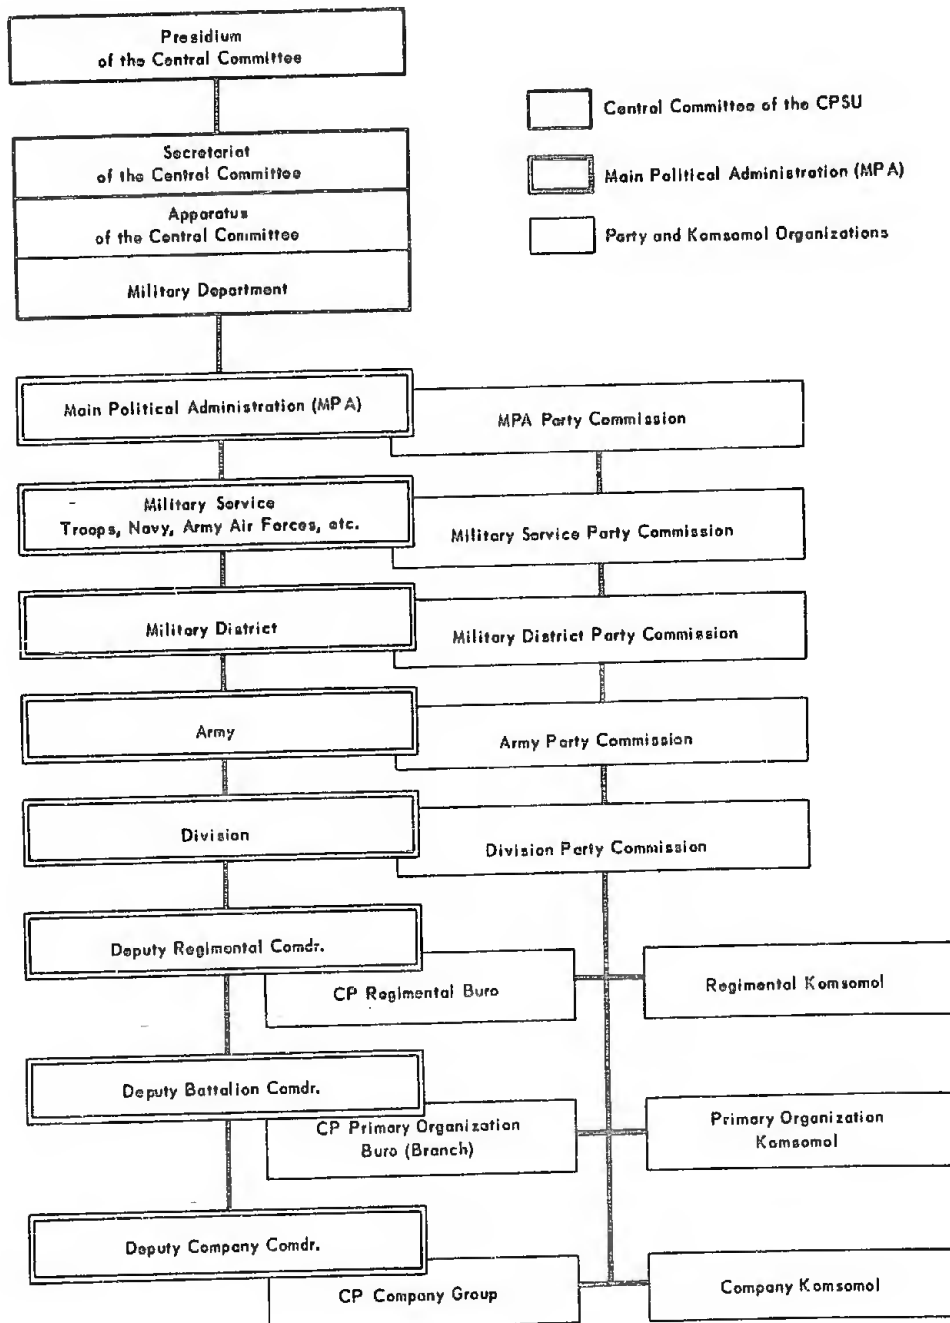 Presidium
of the Central Committee
Secretariat
of the Central Committee
Apparatus
of the Central Committee
Military Department
Central Committee of the CPSU
Main Political Administration (MPA)
Party and Komsomol Organizations
Main Political Administration (MPA)
MPA Party Commission
Military Service
Troops, Navy, Army Air Forces, etc.
Military Service Party Commission
Military District
Military District Party Commission
Army
Army Party Commission
Division
Division Party Commission
Deputy Regimental Comdr.
CP Regimental Buro
Regimental Komsomol
Deputy Battalion Comdr.
CP Primary Organization
Buro (Branch)
Primary Organization
Komsomol
Deputy Company Comdr.
CP Company Group
Company Komsomol